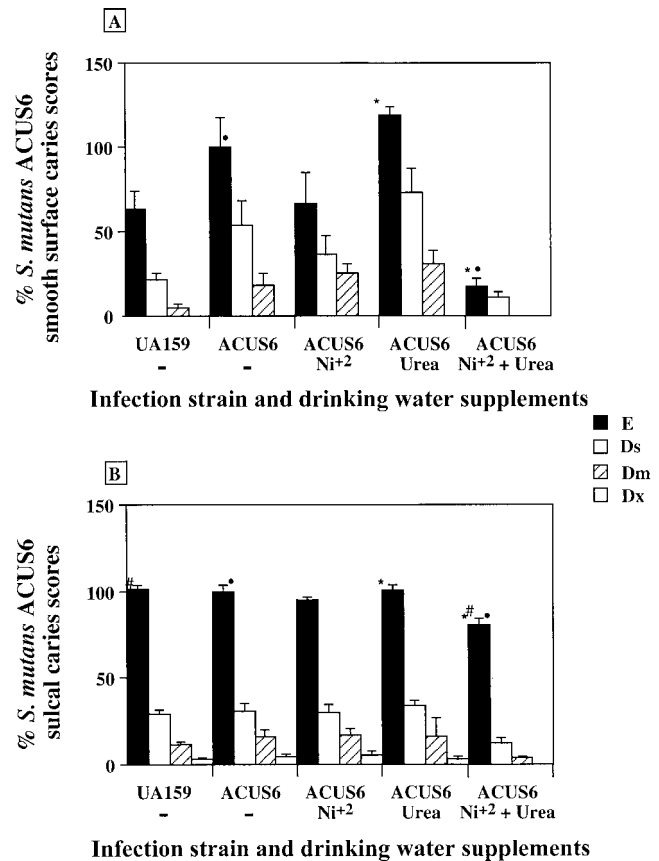 A
% S. mutans ACUS6
smooth surface caries scores
150
100
50
0
* • * * •
UA159 ACUS6 ACUS6 ACUS6 ACUS6
- - Ni+2 Urea Ni+2 + Urea
Infection strain and drinking water supplements
E
Ds
Dm
Dx
B
% S. mutans ACUS6
sulcal caries scores
150
100
50
0
# • * * # •
UA159 ACUS6 ACUS6 ACUS6 ACUS6
- - Ni+2 Urea Ni+2 + Urea
Infection strain and drinking water supplements